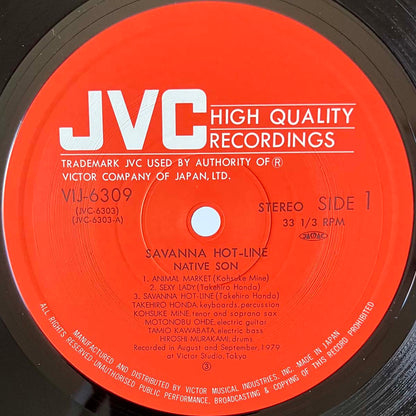 JVC HIGH QUALITY
RECORDINGS
TRADEMARK JVC USED BY AUTHORITY OF ®
VICTOR COMPANY OF JAPAN, LTD.
VIJ-6309
(JVC-6303)
(JVC-6303-A)
STEREO SIDE 1
33 1/3 RPM
JASRAC
SAVANNA HOT-LINE
NATIVE SON
1. ANIMAL MARKET (Kohsuke Mine)
2. SEXY LADY (Takehiro Honda)
3. SAVANNA HOT-LINE (Takehiro Honda)
TAKEHIRO HONDA: keyboards, percussion
KOHSUKE MINE, tenor and soprano sax
MOTONOBU OHDE, electric guitar
TAMIO KAWABATA, electric bass
HIROSHI MURAKAMI, drums
Recorded in August and September, 1979
at Victor Studio, Tokyo
③
MANUFACTURED AND DISTRIBUTED BY VICTOR MUSICAL INDUSTRIES, INC. MADE IN JAPAN
ALL RIGHTS RESERVED. UNAUTHORISED PUBLIC PERFORMANCE, BROADCASTING & COPYING OF THIS RECORD PROHIBITED